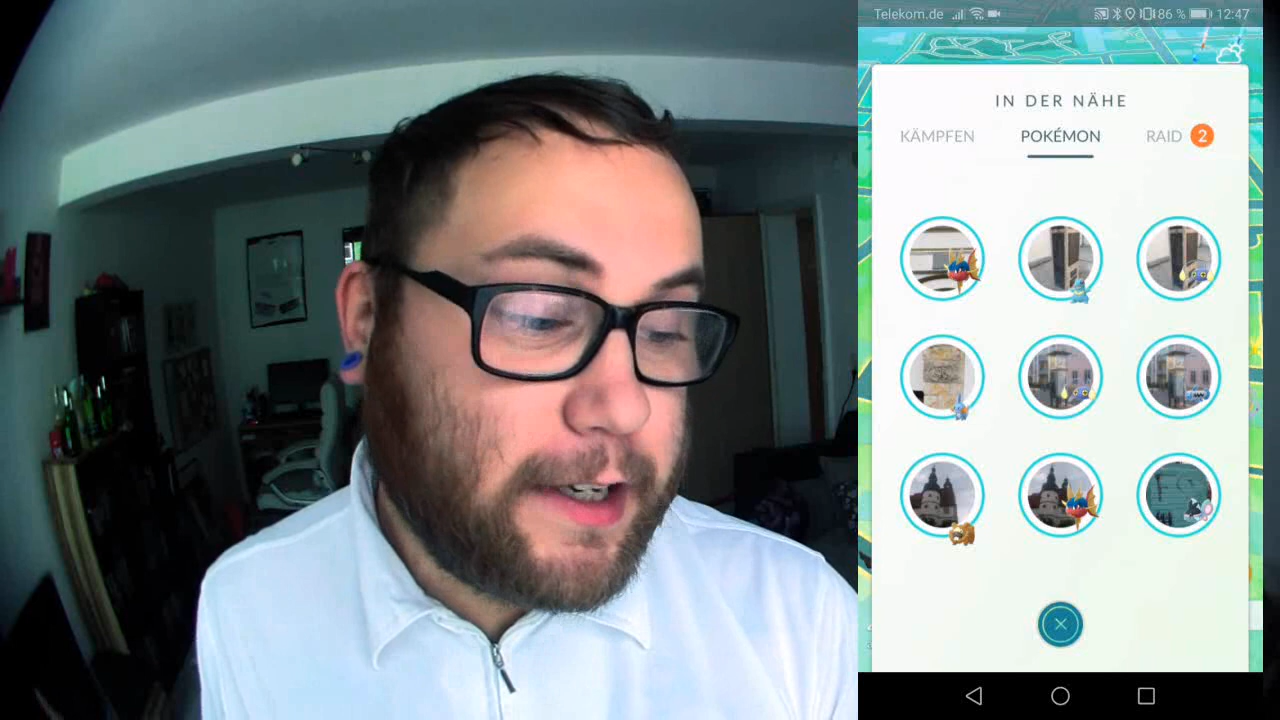 Telekom.de 86 % 12:47
IN DER NÄHE
KÄMPFEN POKÉMON RAID 2